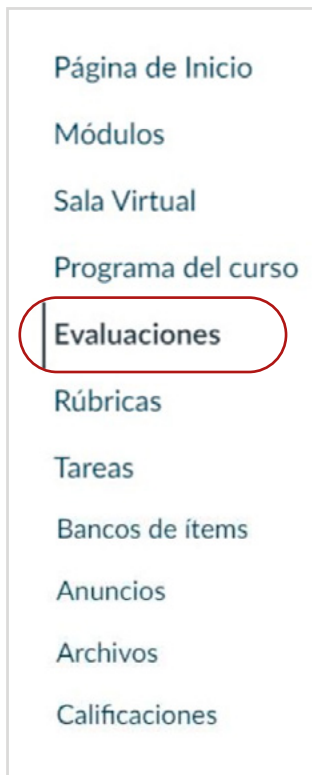 Página de Inicio
Módulos
Sala Virtual
Programa del curso
Evaluaciones
Rúbricas
Tareas
Bancos de ítems
Anuncios
Archivos
Calificaciones